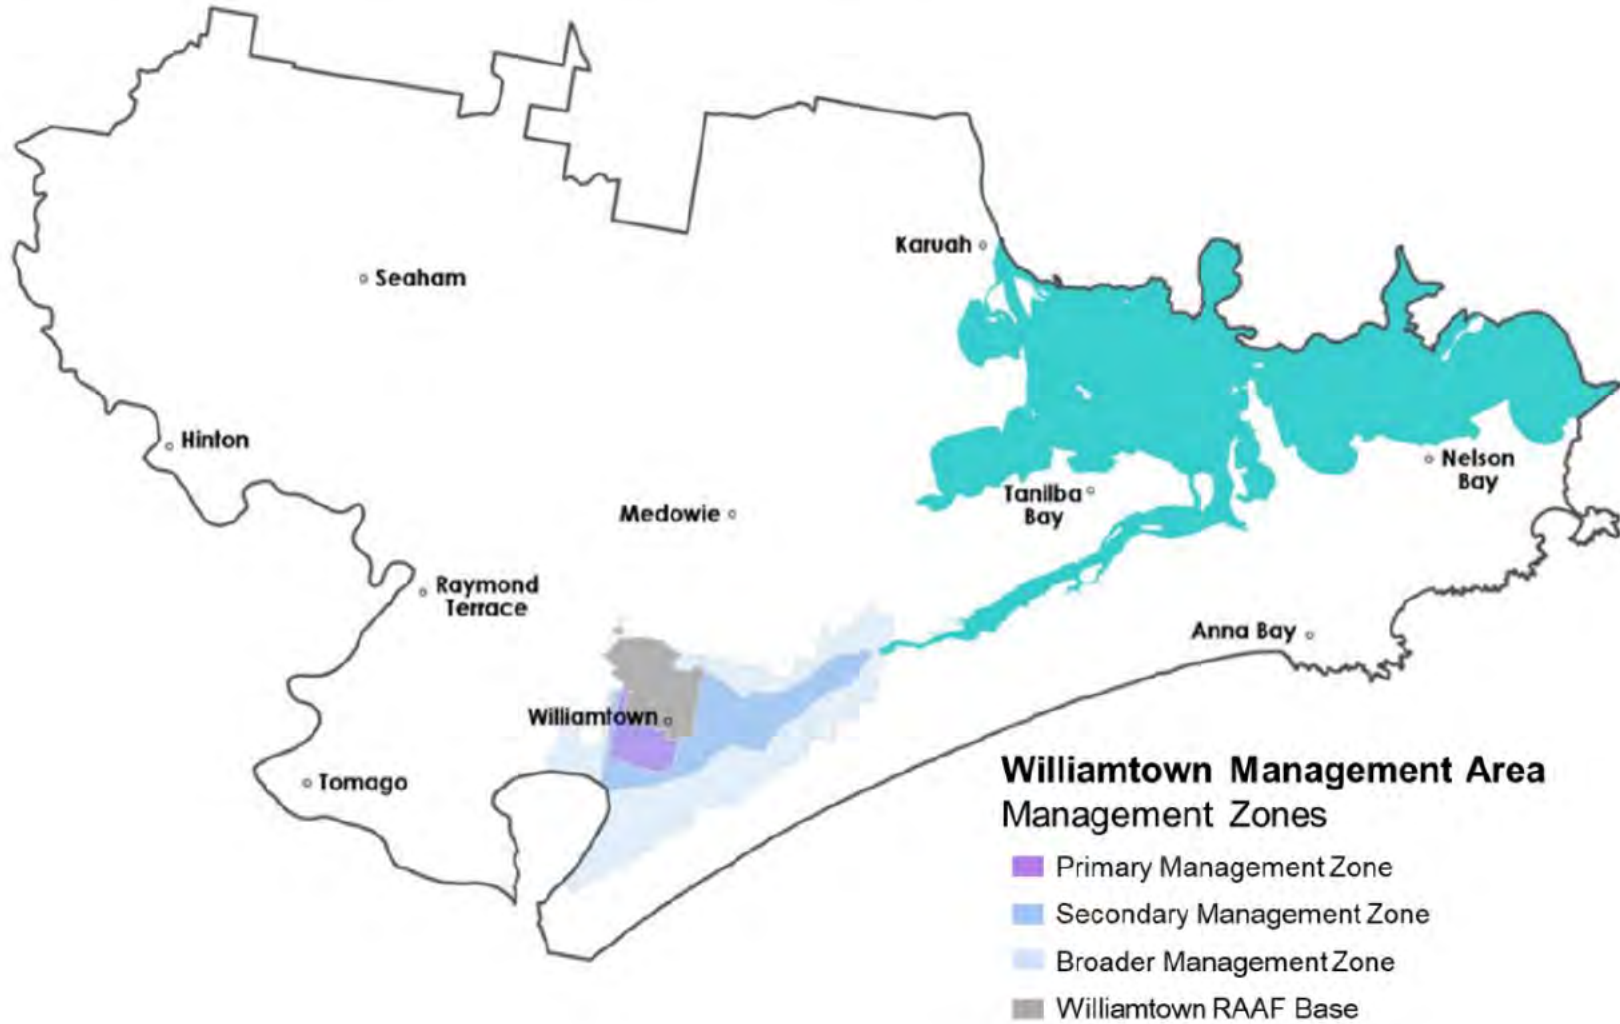 Karuah
Seaham
Hinton
Nelson
Bay
Tanilba
Bay
Medowie
Raymond
Terrace
Anna Bay
Williamtown
Tomago
Williamtown Management Area
Management Zones
Primary Management Zone
Secondary Management Zone
Broader Management Zone
Williamtown RAAF Base